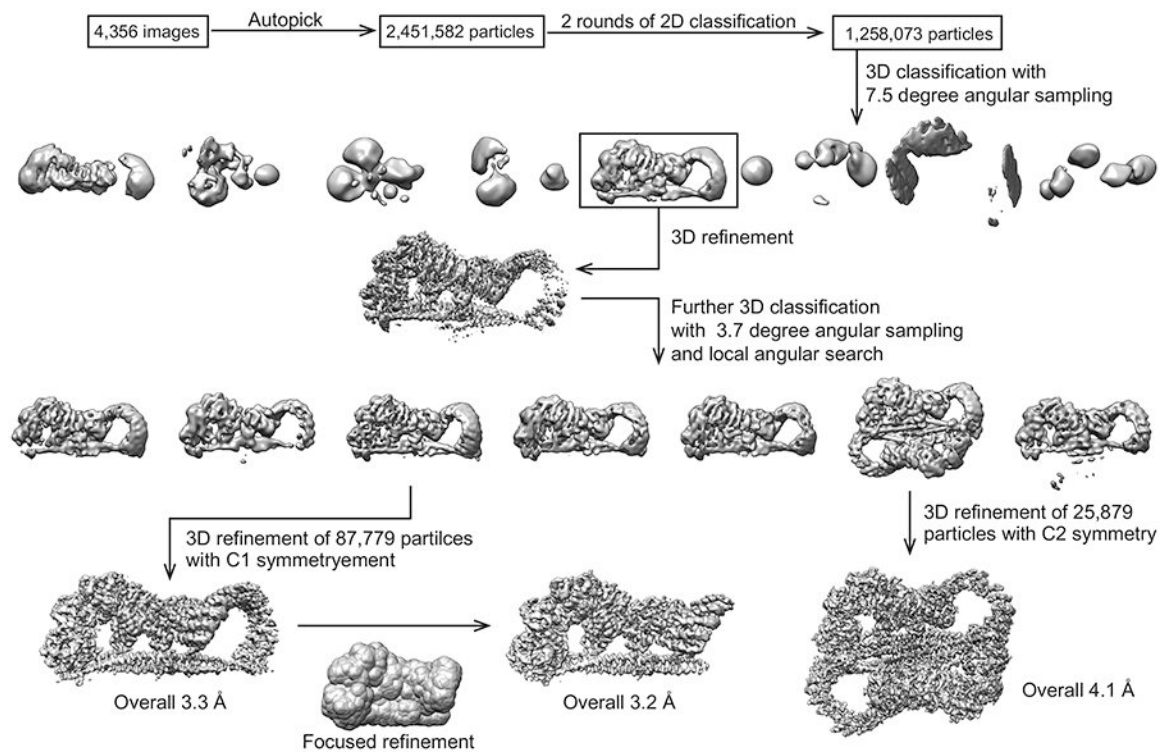 4,356 images
Autopick
2,451,582 particles
2 rounds of 2D classification
1,258,073 particles
3D classification with
7.5 degree angular sampling
3D refinement
Further 3D classification
with 3.7 degree angular sampling
and local angular search
3D refinement of 87,779 partilces
with C1 symmetryement
3D refinement of 25,879
particles with C2 symmetry
Overall 3.3 Å
Focused refinement
Overall 3.2 Å
Overall 4.1 Å